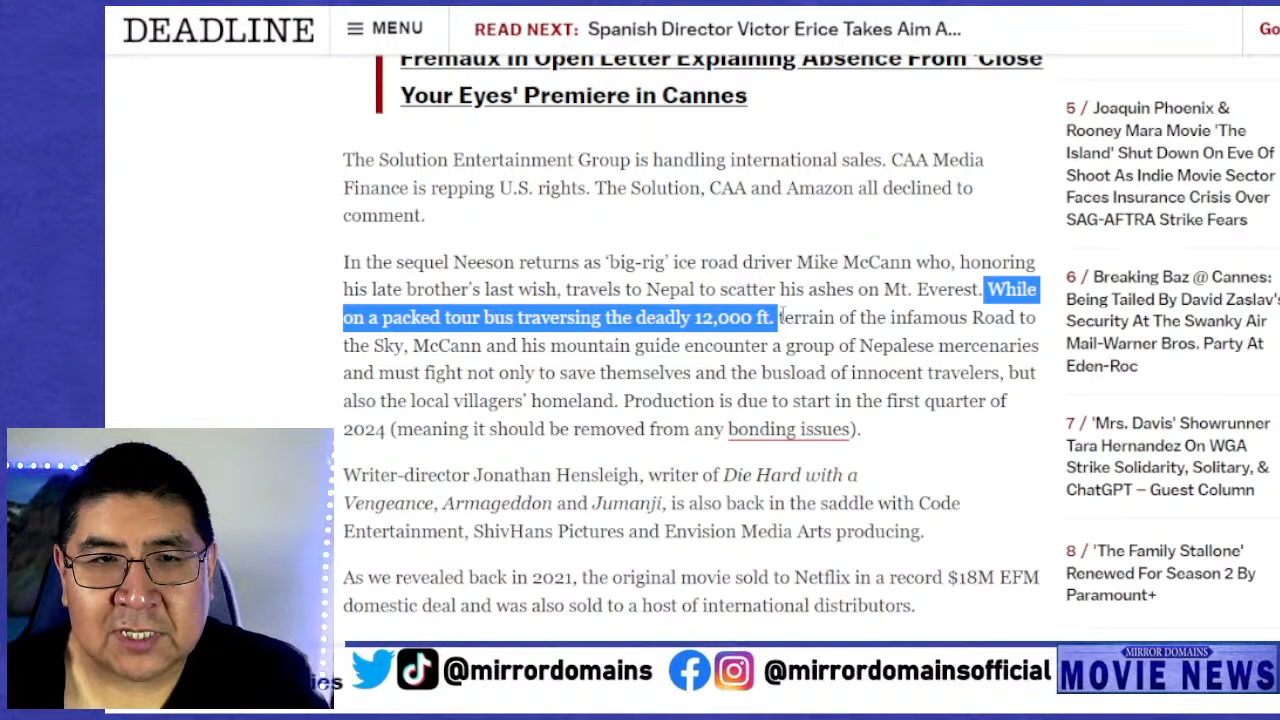 DEADLINE
MENU
READ NEXT: Spanish Director Victor Erice Takes Aim A...
Go
Fremaux In Open Letter Explaining Absence From 'Close
Your Eyes' Premiere in Cannes
The Solution Entertainment Group is handling international sales. CAA Media
Finance is repping U.S. rights. The Solution, CAA and Amazon all declined to
comment.
In the sequel Neeson returns as ‘big-rig’ ice road driver Mike McCann who, honoring
his late brother’s last wish, travels to Nepal to scatter his ashes on Mt. Everest. While
on a packed tour bus traversing the deadly 12,000 ft. terrain of the infamous Road to
the Sky, McCann and his mountain guide encounter a group of Nepalese mercenaries
and must fight not only to save themselves and the busload of innocent travelers, but
also the local villagers’ homeland. Production is due to start in the first quarter of
2024 (meaning it should be removed from any bonding issues).
Writer-director Jonathan Hensleigh, writer of Die Hard with a
Vengeance, Armageddon and Jumanji, is also back in the saddle with Code
Entertainment, ShivHans Pictures and Envision Media Arts producing.
As we revealed back in 2021, the original movie sold to Netflix in a record $18M EFM
domestic deal and was also sold to a host of international distributors.
5 / Joaquin Phoenix &
Rooney Mara Movie 'The
Island' Shut Down On Eve Of
Shoot As Indie Movie Sector
Faces Insurance Crisis Over
SAG-AFTRA Strike Fears
6 / Breaking Baz @ Cannes:
Being Tailed By David Zaslav's
Security At The Swanky Air
Mail-Warner Bros. Party At
Eden-Roc
7 / 'Mrs. Davis' Showrunner
Tara Hernandez On WGA
Strike Solidarity, Solitary, &
ChatGPT – Guest Column
8 / 'The Family Stallone'
Renewed For Season 2 By
Paramount+
@mirrordomains
@mirrordomainsofficial
MIRROR DOMAINS
MOVIE NEWS